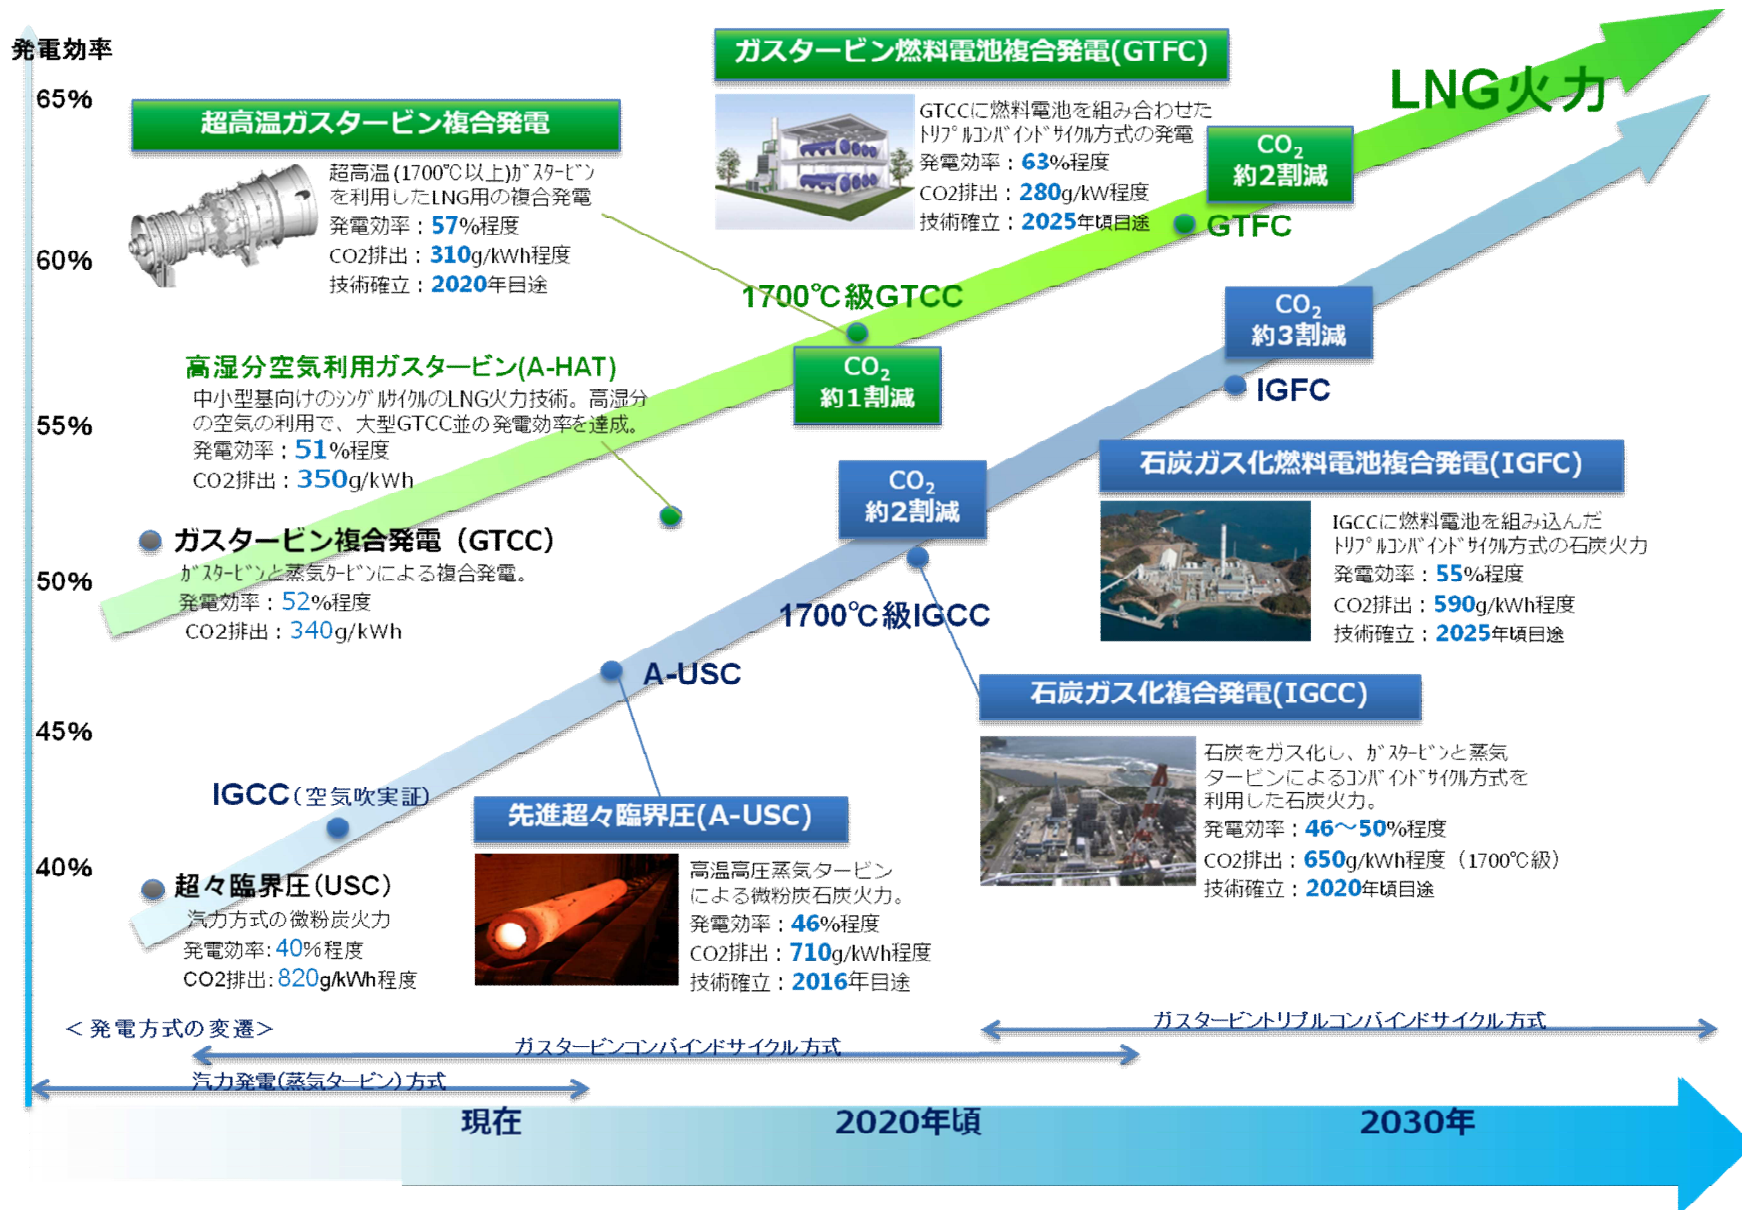 発電効率
65%
60%
55%
50%
45%
40%
超高温ガスタービン複合発電
超高温(1700℃以上)ガスタービン
を利用したLNG用の複合発電
発電効率：57%程度
CO2排出：310g/kWh程度
技術確立：2020年目途
ガスタービン燃料電池複合発電(GTFC)
GTCCに燃料電池を組み合わせた
トリプルコンバインドサイクル方式の発電
発電効率：63%程度
CO2排出：280g/kW程度
技術確立：2025年頃目途
LNG火力
CO2
約2割減
GTFC
1700℃級GTCC
CO2
約1割減
CO2
約3割減
IGFC
高湿分空気利用ガスタービン(A-HAT)
中小型基向けのシングルサイクルのLNG火力技術。高湿分
の空気の利用で、大型GTCC並の発電効率を達成。
発電効率：51%程度
CO2排出：350g/kWh
ガスタービン複合発電（GTCC）
ガスタービンと蒸気タービンによる複合発電。
発電効率：52%程度
CO2排出：340g/kWh
CO2
約2割減
1700℃級IGCC
石炭ガス化燃料電池複合発電(IGFC)
IGCCに燃料電池を組み込んだ
トリプルコンバインドサイクル方式の石炭火力
発電効率：55%程度
CO2排出：590g/kWh程度
技術確立：2025年頃目途
A-USC
石炭ガス化複合発電(IGCC)
石炭をガス化し、ガスタービンと蒸気
タービンによるコンバインドサイクル方式を
利用した石炭火力。
発電効率：46～50%程度
CO2排出：650g/kWh程度（1700℃級）
技術確立：2020年頃目途
IGCC(空気吹実証)
先進超々臨界圧(A-USC)
高温高圧蒸気タービン
による微粉炭石炭火力。
発電効率：46%程度
CO2排出：710g/kWh程度
技術確立：2016年目途
超々臨界圧(USC)
汽力方式の微粉炭火力
発電効率:40%程度
CO2排出:820g/kWh程度
＜発電方式の変遷＞
ガスタービントリプルコンバインドサイクル方式
ガスタービンコンバインドサイクル方式
汽力発電(蒸気タービン)方式
現在
2020年頃
2030年